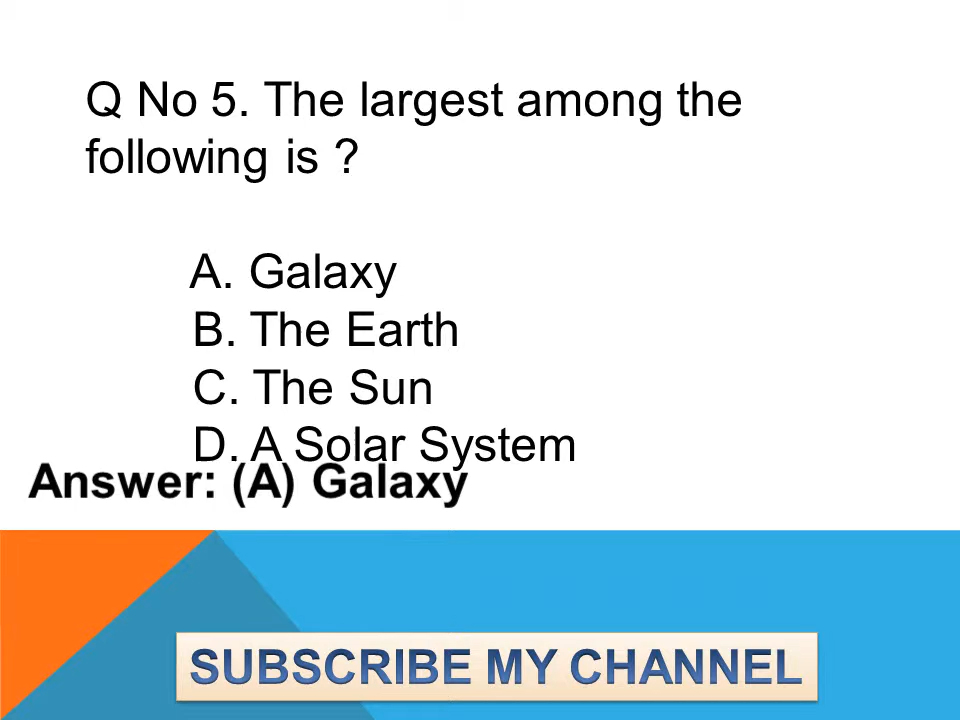 Q No 5. The largest among the
following is ?
A. Galaxy
B. The Earth
C. The Sun
D. A Solar System
Answer: (A) Galaxy
SUBSCRIBE MY CHANNEL